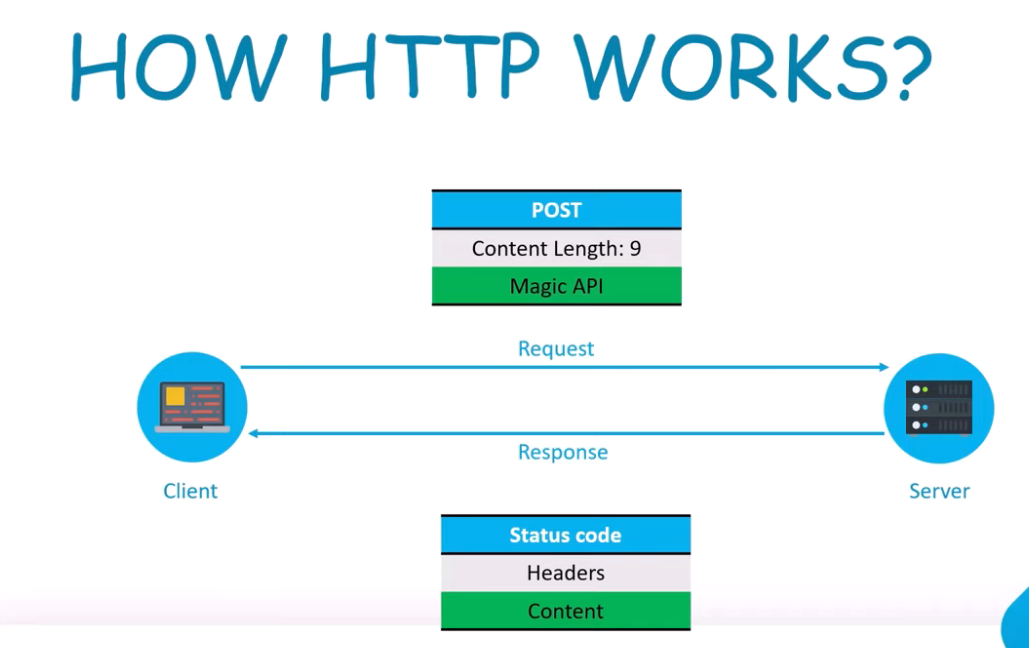 HOW HTTP WORKS?
POST
Content Length: 9
Magic API
Request
Response
Client
Server
Status code
Headers
Content